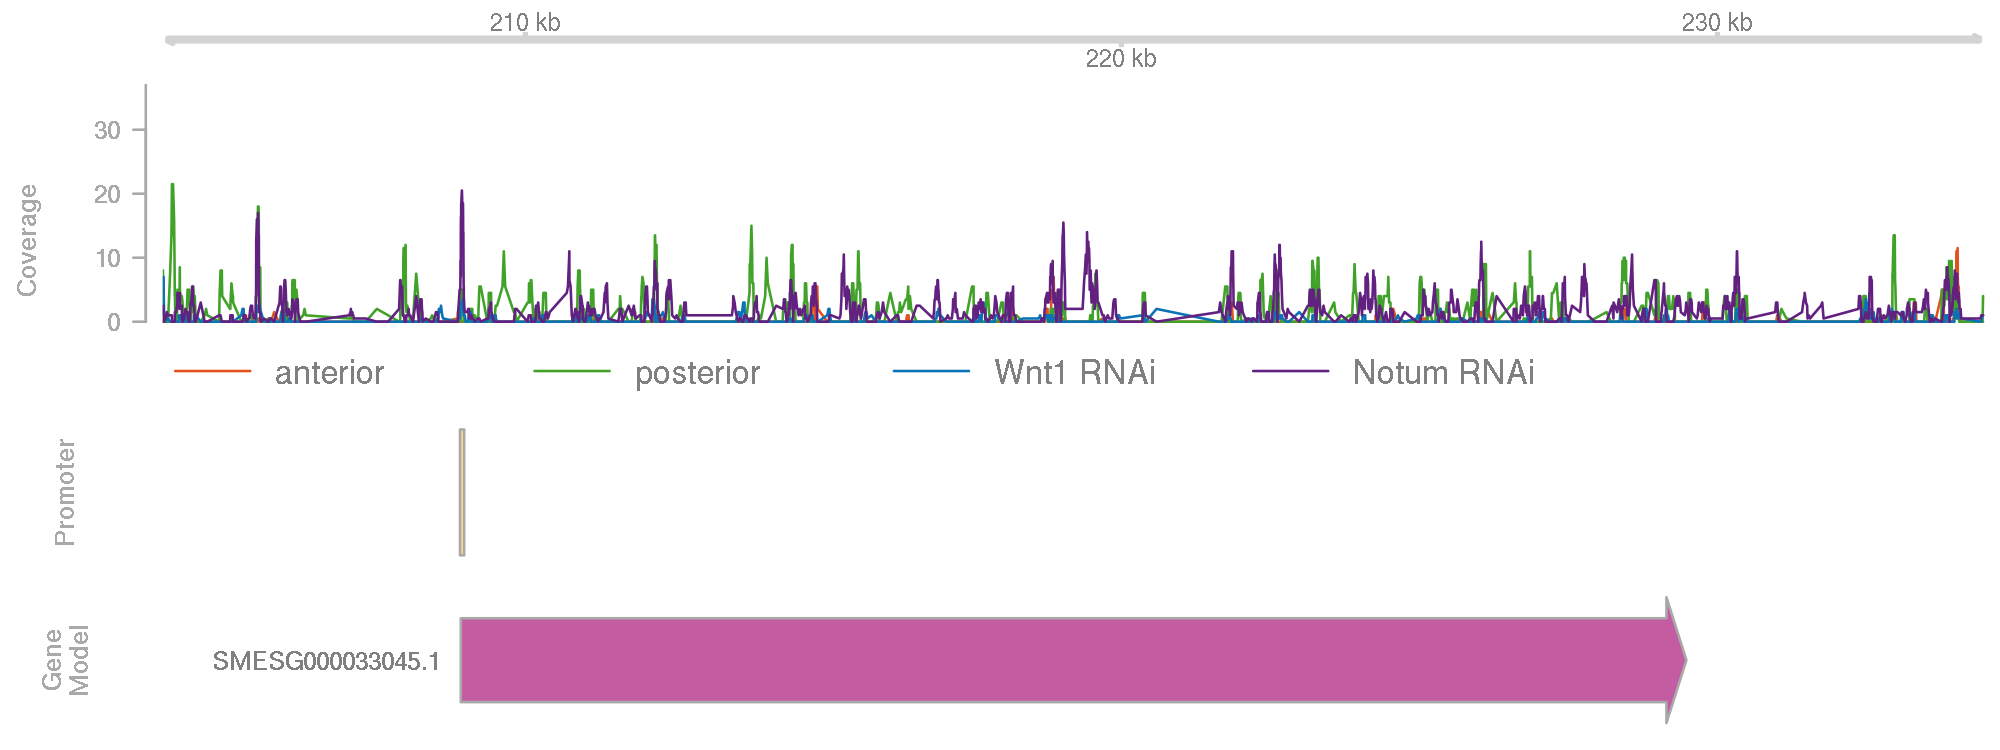 210 kb
230 kb
220 kb
Coverage
30
20
10
0
anterior posterior Wnt1 RNAi Notum RNAi
Promoter
Gene
Model
SMESG000033045.1